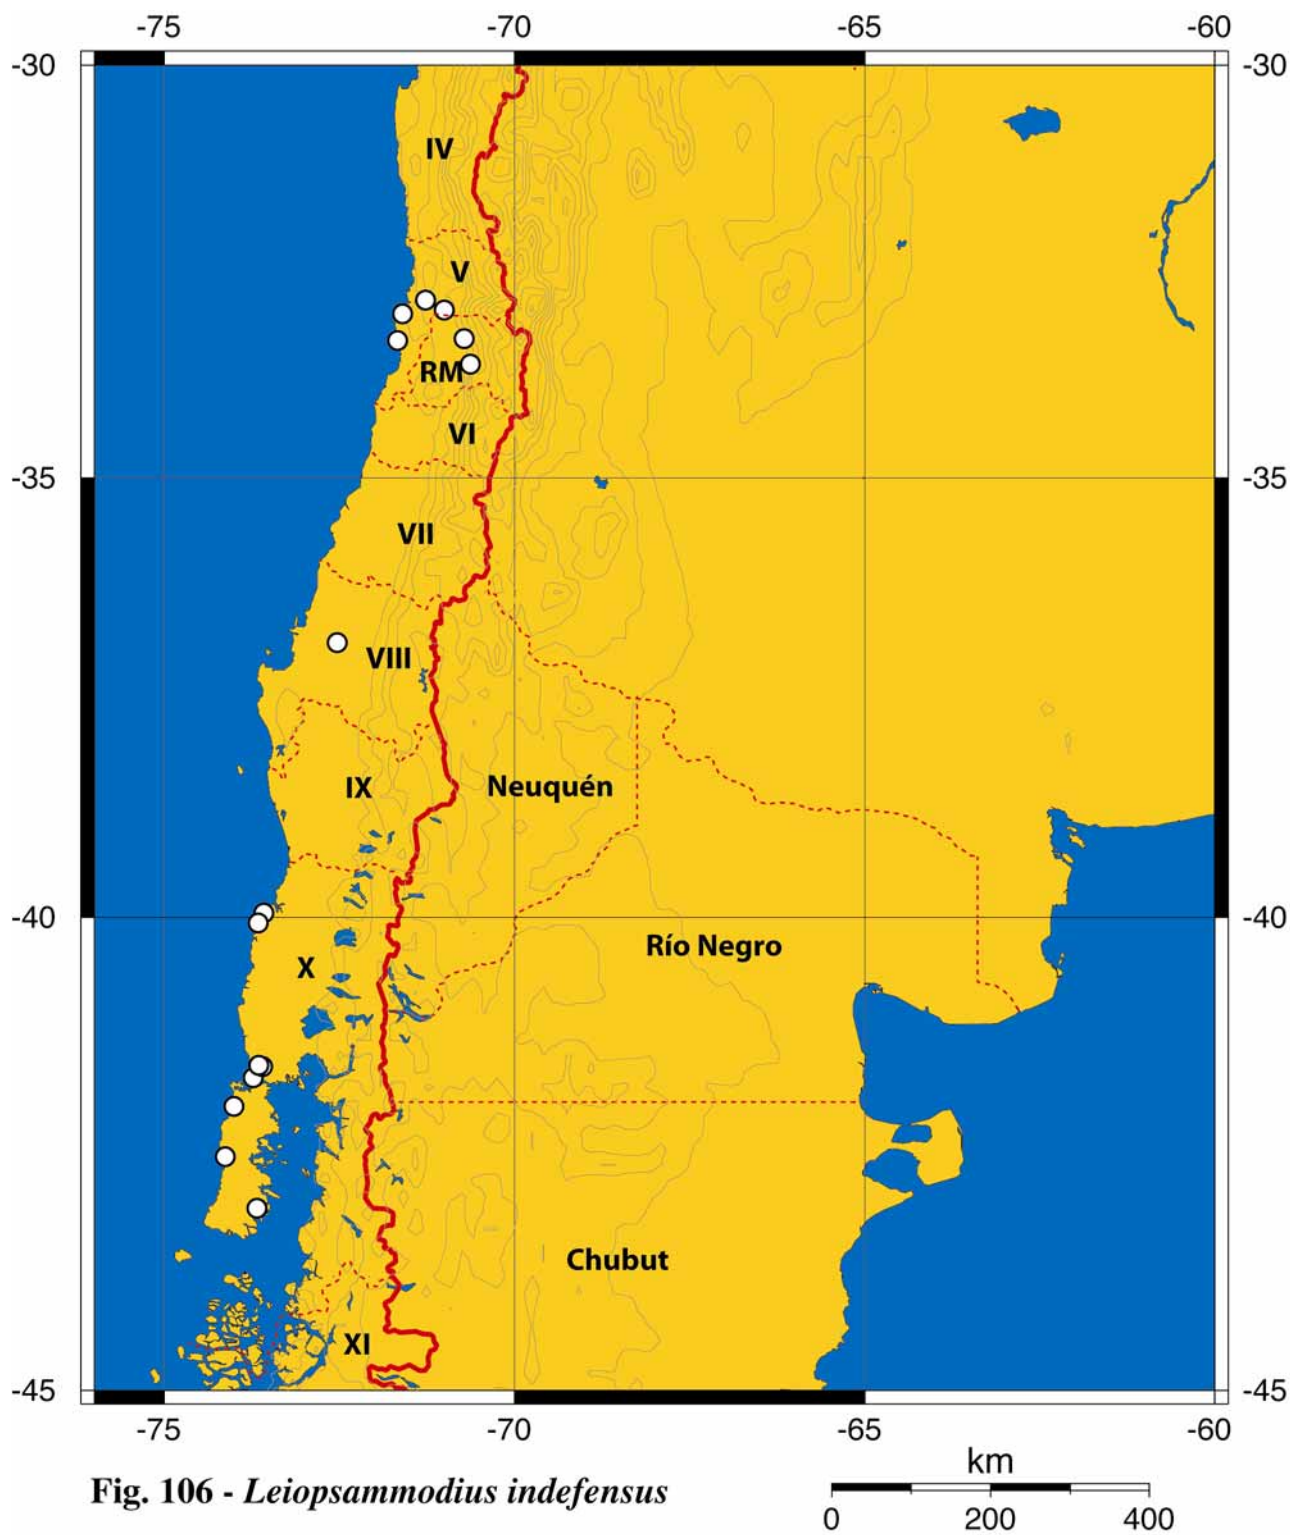 -75 -70 -65 -60
-30 -30
IV
V
RM
VI
-35 -35
VII
VIII
IX Neuquén
-40 -40
Río Negro
X
Chubut
XI
-45 -45
-75 -70 -65 -60
km
Fig. 106 - Leiopsammodius indefensus
0 200 400